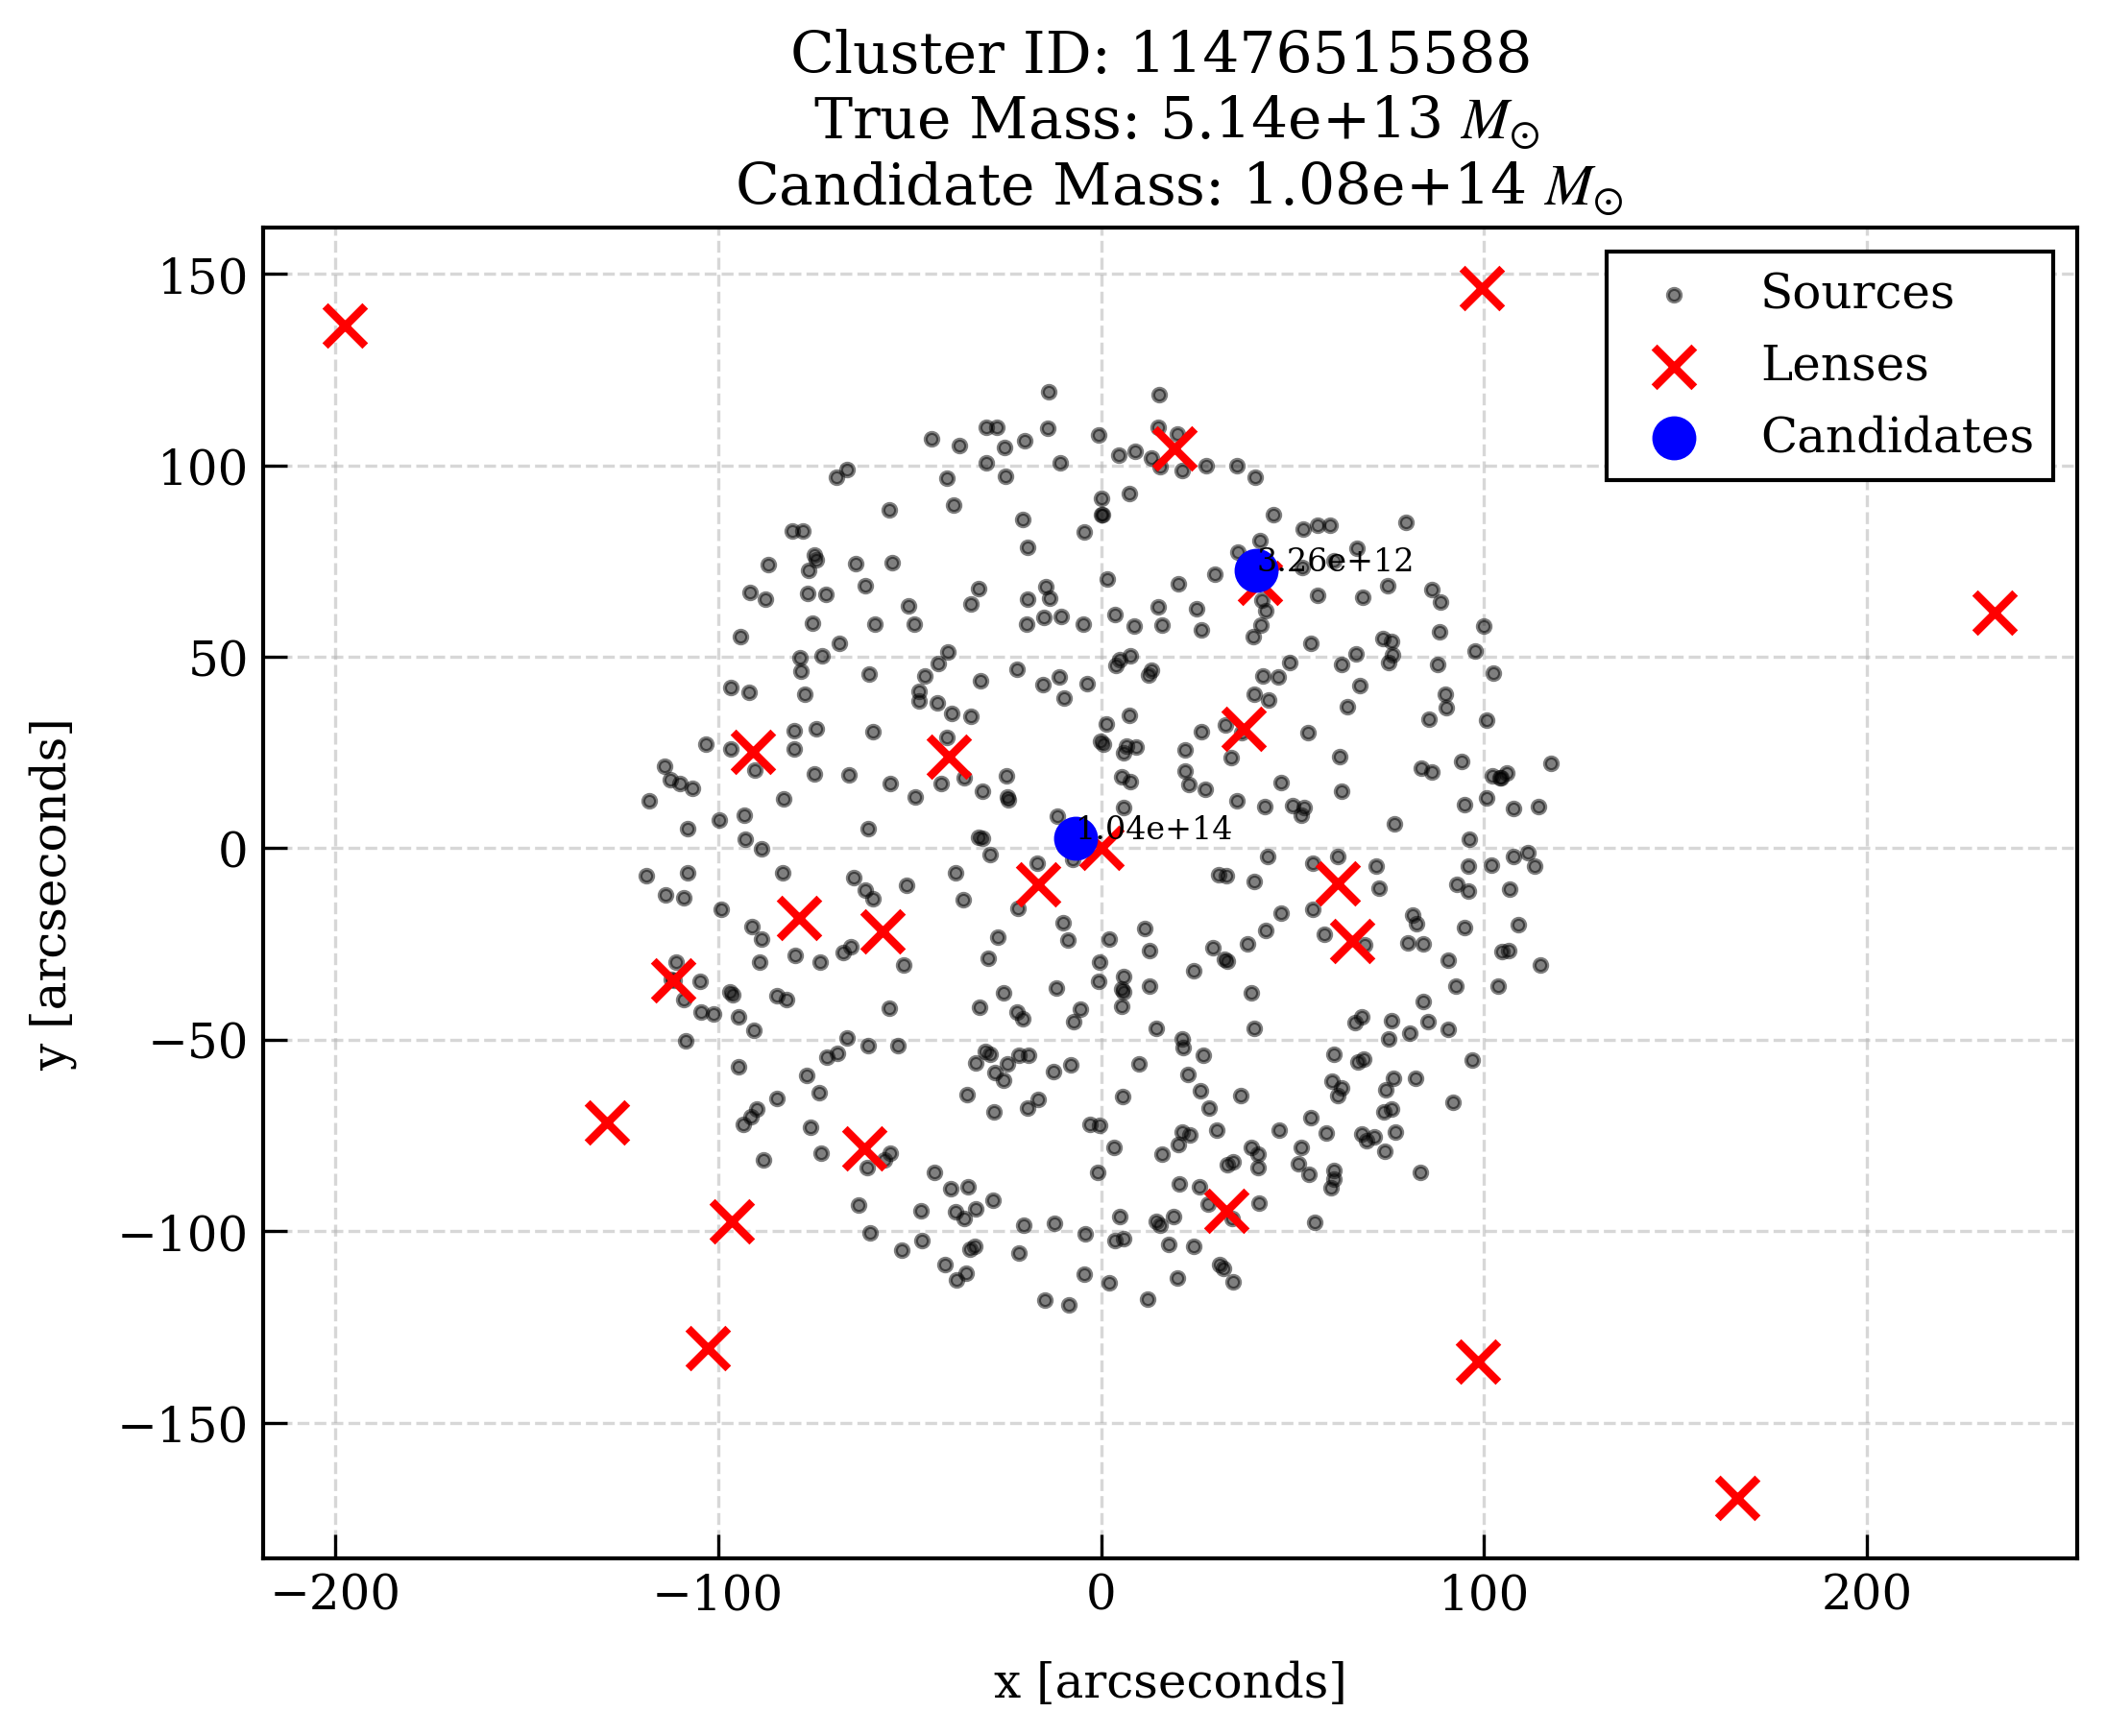 Cluster ID: 11476515588
True Mass: 5.14e+13 M⊙
Candidate Mass: 1.08e+14 M⊙
Sources
Lenses
Candidates
3.26e+12
1.04e+14
150
100
50
0
−50
−100
−150
y [arcseconds]
−200
−100
0
100
200
x [arcseconds]